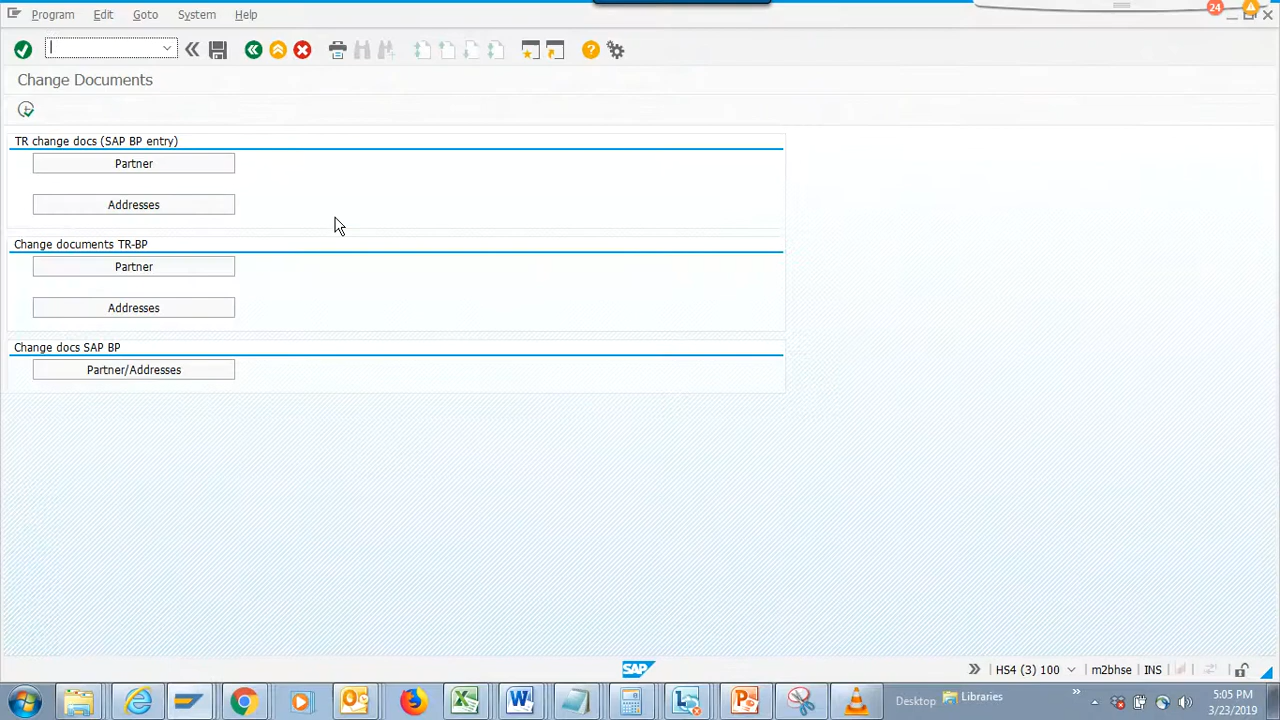 24
Program Edit Goto System Help
Change Documents
TR change docs (SAP BP entry)
Partner
Addresses
Change documents TR-BP
Partner
Addresses
Change docs SAP BP
Partner/Addresses
SAP
HS4 (3) 100 m2bhse INS
Desktop Libraries
5:05 PM
3/23/2019